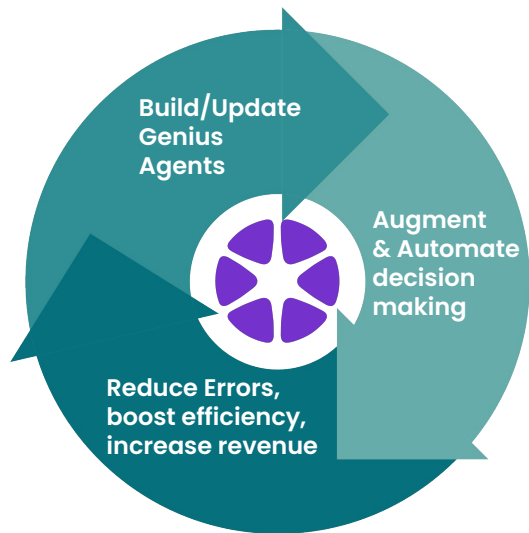 Build/Update
Genius
Agents
Augment
& Automate
decision
making
Reduce Errors,
boost efficiency,
increase revenue